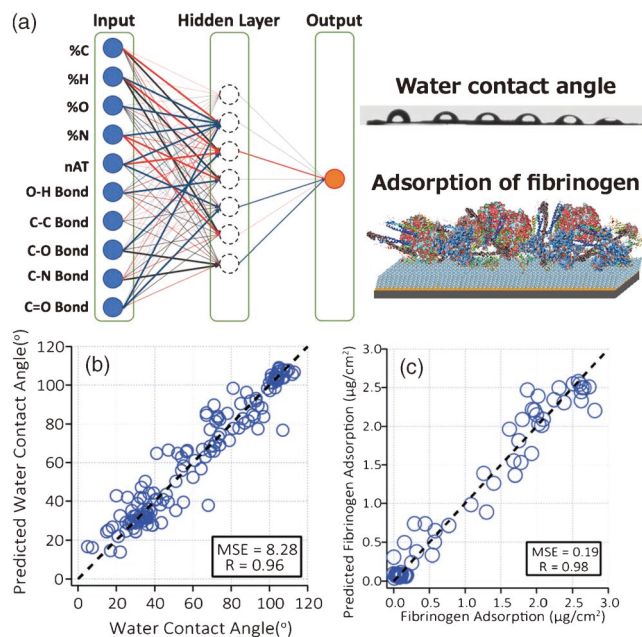 (a)
Input
Hidden Layer
Output
%C
%H
%O
%N
nAT
O-H Bond
C-C Bond
C-O Bond
C-N Bond
C=O Bond
Water contact angle
Adsorption of fibrinogen
(b)
Predicted Water Contact Angle(°)
120
100
80
60
40
20
0
MSE = 8.28
R = 0.96
0 20 40 60 80 100 120
Water Contact Angle(°)
(c)
Predicted Fibrinogen Adsorption (μg/cm²)
3.0
2.5
2.0
1.5
1.0
0.5
0.0
MSE = 0.19
R = 0.98
0.0 0.5 1.0 1.5 2.0 2.5 3.0
Fibrinogen Adsorption (μg/cm²)